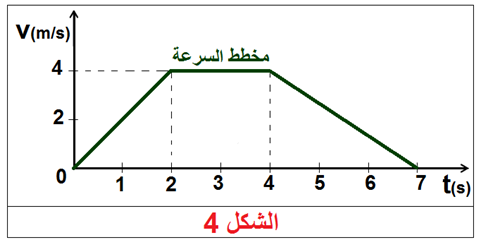 v(m/s)
مخطط السرعة
4
2
0
1 2 3 4 5 6 7 t(s)
الشكل 4